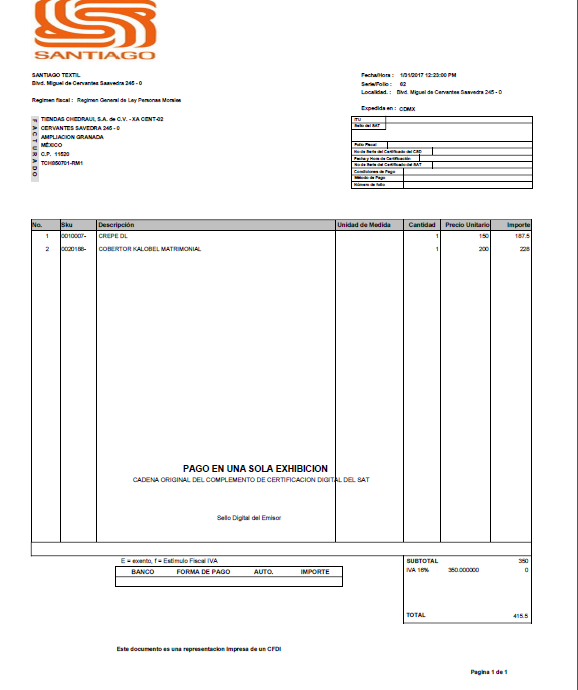 SANTIAGO
SANTIAGO TEXTIL
Blvd. Miguel de Cervantes Saavedra 245 - 0
Regimen fiscal : Regimen General de Ley Personas Morales
Fecha/Hora : 1/31/2017 12:23:00 PM
Serie/Folio : 62
Localidad. : Blvd. Miguel de Cervantes Saavedra 245 - 0
Expedida en : CDMX
FACTURADO
TIENDAS CHEDRAUI, S.A. de C.V. - XA CENT-02
CERVANTES SAVEDRA 245 - 0
AMPLIACION GRANADA
MÉXICO
C.P. 11520
TCH850701-RM1
ITU
Sello del SAT
Folio Fiscal
No de Serie del Certificado del CSD
Fecha y Hora de Certificación
No de Serie del Certificado del SAT
Condiciones de Pago
Método de Pago
Número de folio
No. Sku Descripción Unidad de Medida Cantidad Precio Unitario Importe
1 0010007- CREPE DL 1 150 187.5
2 0020188- COBERTOR KALOBEL MATRIMONIAL 1 200 228
PAGO EN UNA SOLA EXHIBICION
CADENA ORIGINAL DEL COMPLEMENTO DE CERTIFICACION DIGITAL DEL SAT
Sello Digital del Emisor
E = exento, f = Estímulo Fiscal IVA
BANCO FORMA DE PAGO AUTO. IMPORTE
SUBTOTAL 350
IVA 16% 350.000000 0
TOTAL 415.5
Este documento es una representacion impresa de un CFDI
Pagina 1 de 1